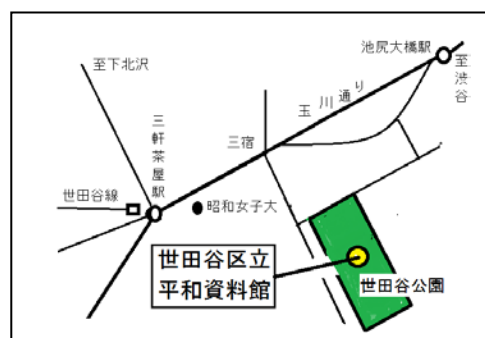 池尻大橋駅
至渋谷
至下北沢
玉川通り
三軒茶屋駅
三宿
世田谷線
昭和女子大
世田谷区立
平和資料館
世田谷公園